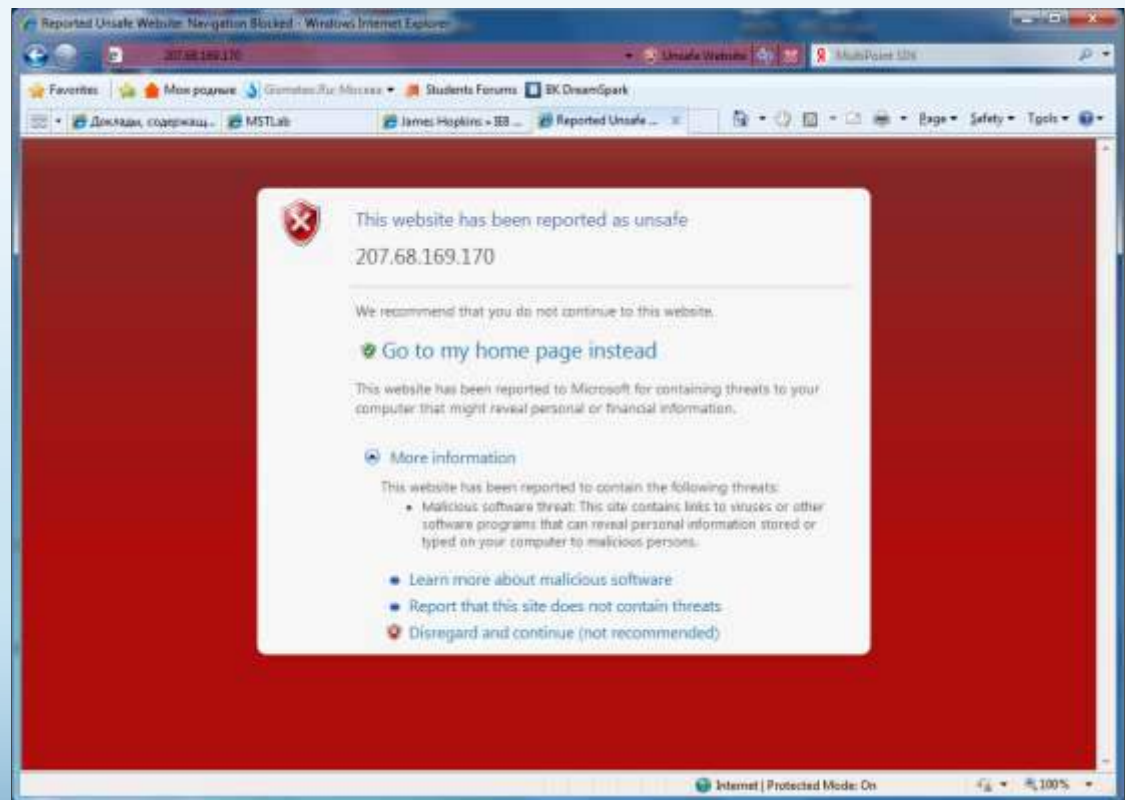 Reported Unsafe Website: Navigation Blocked - Windows Internet Explorer
207.68.169.170
Unsafe Website
MultiPoint SDK
Favorites
Мои родные
Students Forums
BK DreamSpark
Доклады, содержащ...
MSTLab
James Hopkins » IE8 ...
Reported Unsafe ...
Page
Safety
Tools
This website has been reported as unsafe
207.68.169.170
We recommend that you do not continue to this website.
Go to my home page instead
This website has been reported to Microsoft for containing threats to your
computer that might reveal personal or financial information.
More information
This website has been reported to contain the following threats:
• Malicious software threat: This site contains links to viruses or other
software programs that can reveal personal information stored or
typed on your computer to malicious persons.
Learn more about malicious software
Report that this site does not contain threats
Disregard and continue (not recommended)
Internet | Protected Mode: On
100%